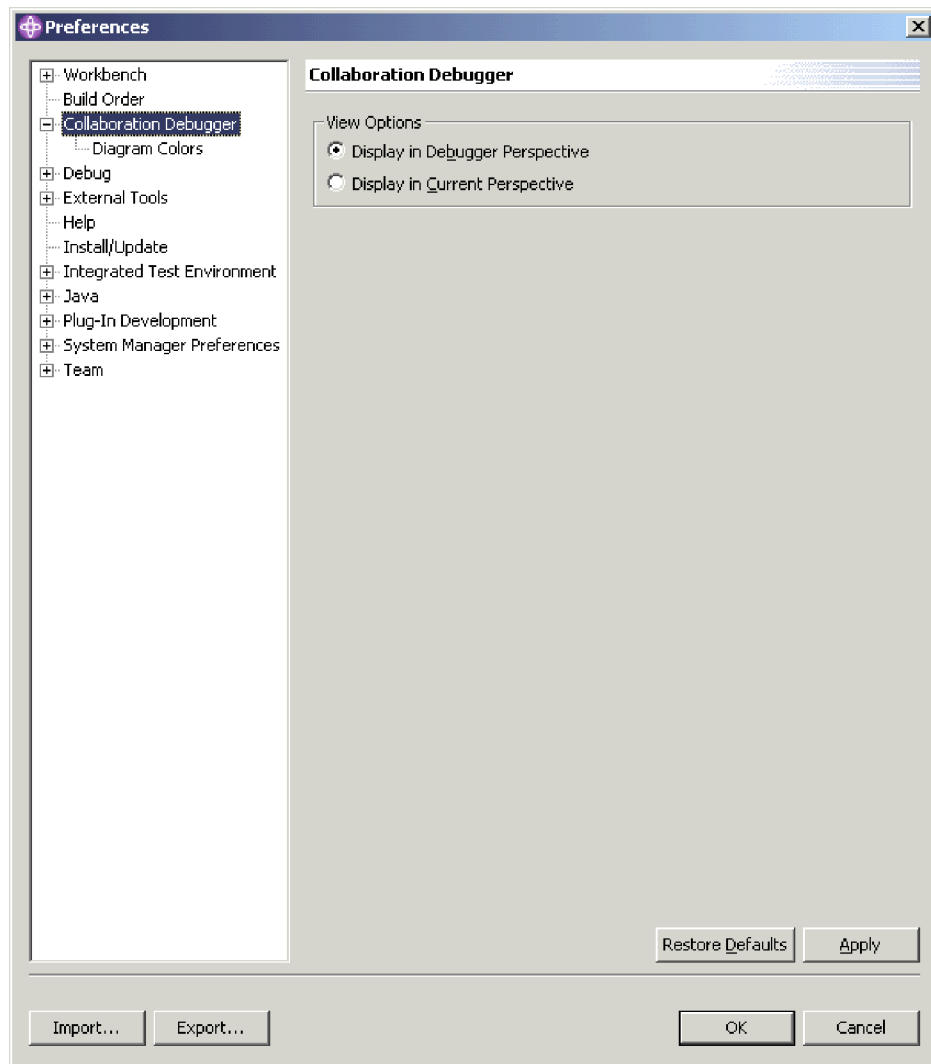 Preferences
Workbench
Build Order
Collaboration Debugger
Diagram Colors
Debug
External Tools
Help
Install/Update
Integrated Test Environment
Java
Plug-In Development
System Manager Preferences
Team
Collaboration Debugger
View Options
Display in Debugger Perspective
Display in Current Perspective
Restore Defaults
Apply
Import...
Export...
OK
Cancel